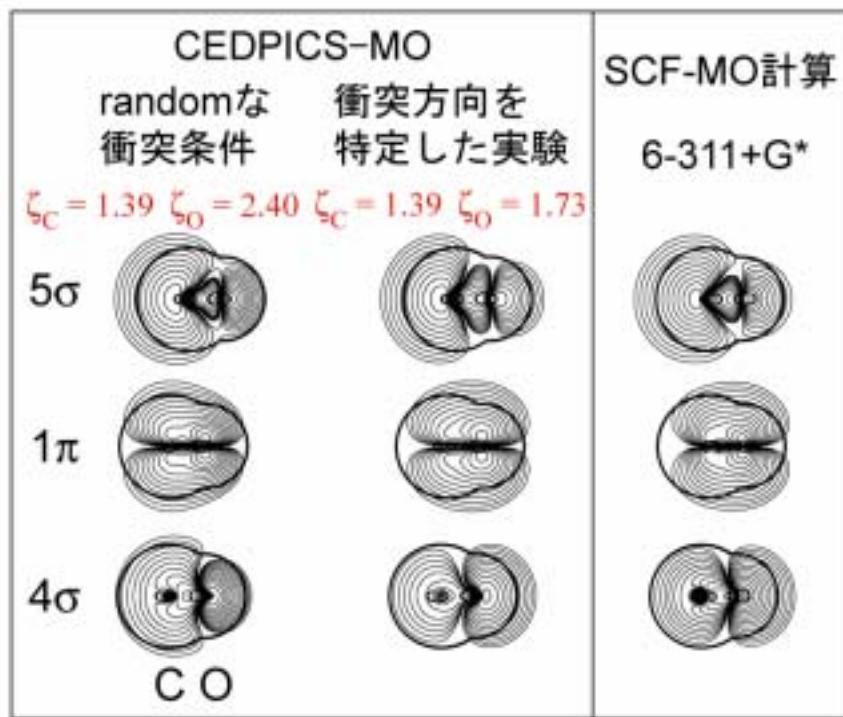 CEDPICS-MO
randomな
衝突条件
衝突方向を
特定した実験
ζC = 1.39 ζO = 2.40
ζC = 1.39 ζO = 1.73
SCF-MO計算
6-311+G*
5σ
1π
4σ
C O